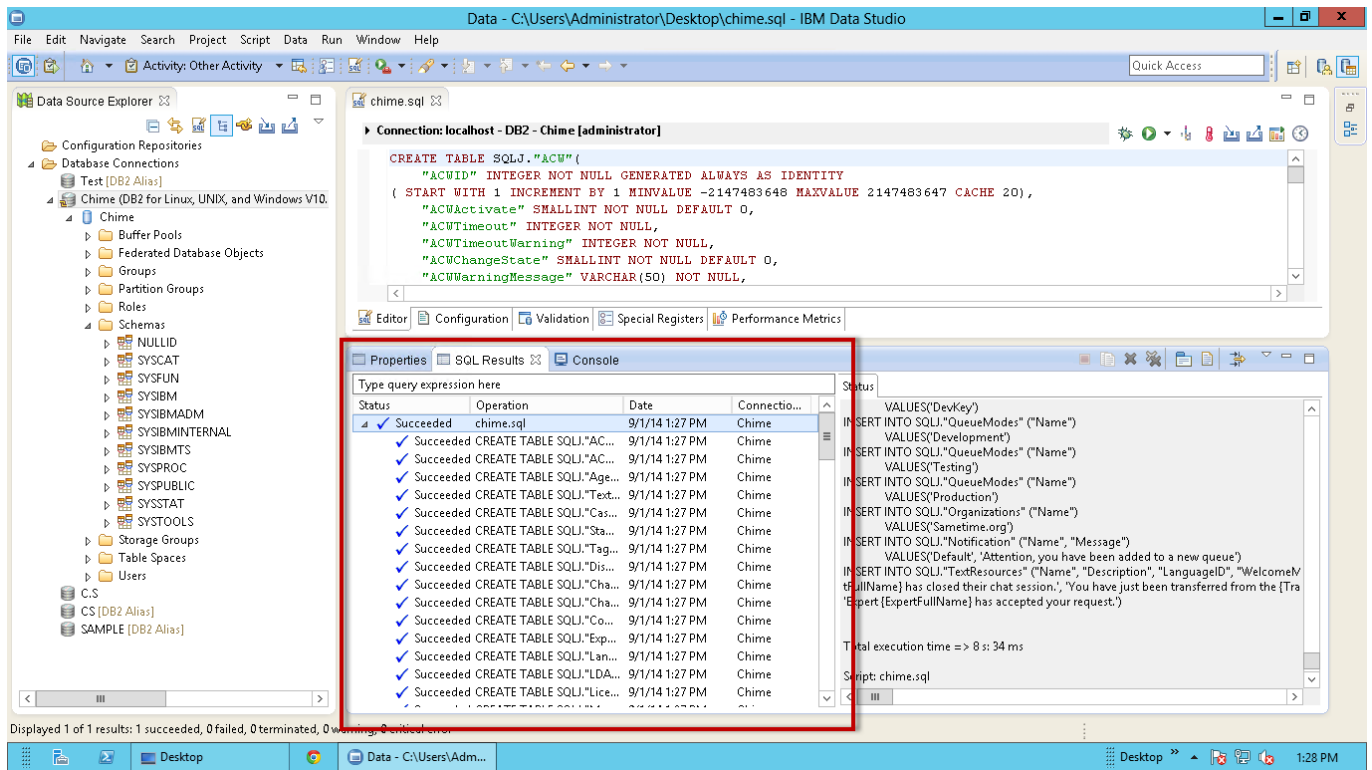 Data - C:\Users\Administrator\Desktop\chime.sql - IBM Data Studio
File Edit Navigate Search Project Script Data Run Window Help
Activity: Other Activity
Quick Access
Data Source Explorer
Configuration Repositories
Database Connections
Test [DB2 Alias]
Chime (DB2 for Linux, UNIX, and Windows V10.
Chime
Buffer Pools
Federated Database Objects
Groups
Partition Groups
Roles
Schemas
NULLID
SYSCAT
SYSFUN
SYSIBM
SYSIBMADM
SYSIBMINTERNAL
SYSIBMTS
SYSPROC
SYSPUBLIC
SYSSTAT
SYSTOOLS
Storage Groups
Table Spaces
Users
C.S
CS [DB2 Alias]
SAMPLE [DB2 Alias]
chime.sql
Connection: localhost - DB2 - Chime [administrator]
CREATE TABLE SQLJ."ACW"(
"ACWID" INTEGER NOT NULL GENERATED ALWAYS AS IDENTITY
( START WITH 1 INCREMENT BY 1 MINVALUE -2147483648 MAXVALUE 2147483647 CACHE 20),
"ACWActivate" SMALLINT NOT NULL DEFAULT 0,
"ACWTimeout" INTEGER NOT NULL,
"ACWTimeoutWarning" INTEGER NOT NULL,
"ACWChangeState" SMALLINT NOT NULL DEFAULT 0,
"ACWWarningMessage" VARCHAR(50) NOT NULL,
Editor Configuration Validation Special Registers Performance Metrics
Properties SQL Results Console
Type query expression here
Status Operation Date Connectio...
Succeeded chime.sql 9/1/14 1:27 PM Chime
Succeeded CREATE TABLE SQLJ."AC... 9/1/14 1:27 PM Chime
Succeeded CREATE TABLE SQLJ."AC... 9/1/14 1:27 PM Chime
Succeeded CREATE TABLE SQLJ."Age... 9/1/14 1:27 PM Chime
Succeeded CREATE TABLE SQLJ."Text... 9/1/14 1:27 PM Chime
Succeeded CREATE TABLE SQLJ."Cas... 9/1/14 1:27 PM Chime
Succeeded CREATE TABLE SQLJ."Sta... 9/1/14 1:27 PM Chime
Succeeded CREATE TABLE SQLJ."Tag... 9/1/14 1:27 PM Chime
Succeeded CREATE TABLE SQLJ."Dis... 9/1/14 1:27 PM Chime
Succeeded CREATE TABLE SQLJ."Cha... 9/1/14 1:27 PM Chime
Succeeded CREATE TABLE SQLJ."Cha... 9/1/14 1:27 PM Chime
Succeeded CREATE TABLE SQLJ."Co... 9/1/14 1:27 PM Chime
Succeeded CREATE TABLE SQLJ."Exp... 9/1/14 1:27 PM Chime
Succeeded CREATE TABLE SQLJ."Lan... 9/1/14 1:27 PM Chime
Succeeded CREATE TABLE SQLJ."LDA... 9/1/14 1:27 PM Chime
Succeeded CREATE TABLE SQLJ."Lice... 9/1/14 1:27 PM Chime
Status
VALUES('DevKey')
INSERT INTO SQLJ."QueueModes" ("Name")
VALUES('Development')
INSERT INTO SQLJ."QueueModes" ("Name")
VALUES('Testing')
INSERT INTO SQLJ."QueueModes" ("Name")
VALUES('Production')
INSERT INTO SQLJ."Organizations" ("Name")
VALUES('Sametime.org')
INSERT INTO SQLJ."Notification" ("Name", "Message")
VALUES('Default', 'Attention, you have been added to a new queue')
INSERT INTO SQLJ."TextResources" ("Name", "Description", "LanguageID", "WelcomeM
tFullName} has closed their chat session.', 'You have just been transferred from the {Tra
'Expert {ExpertFullName} has accepted your request.')
Total execution time => 8 s: 34 ms
Script: chime.sql
Displayed 1 of 1 results: 1 succeeded, 0 failed, 0 terminated, 0 warning, 0 critical error
Desktop Data - C:\Users\Adm... Desktop 1:28 PM